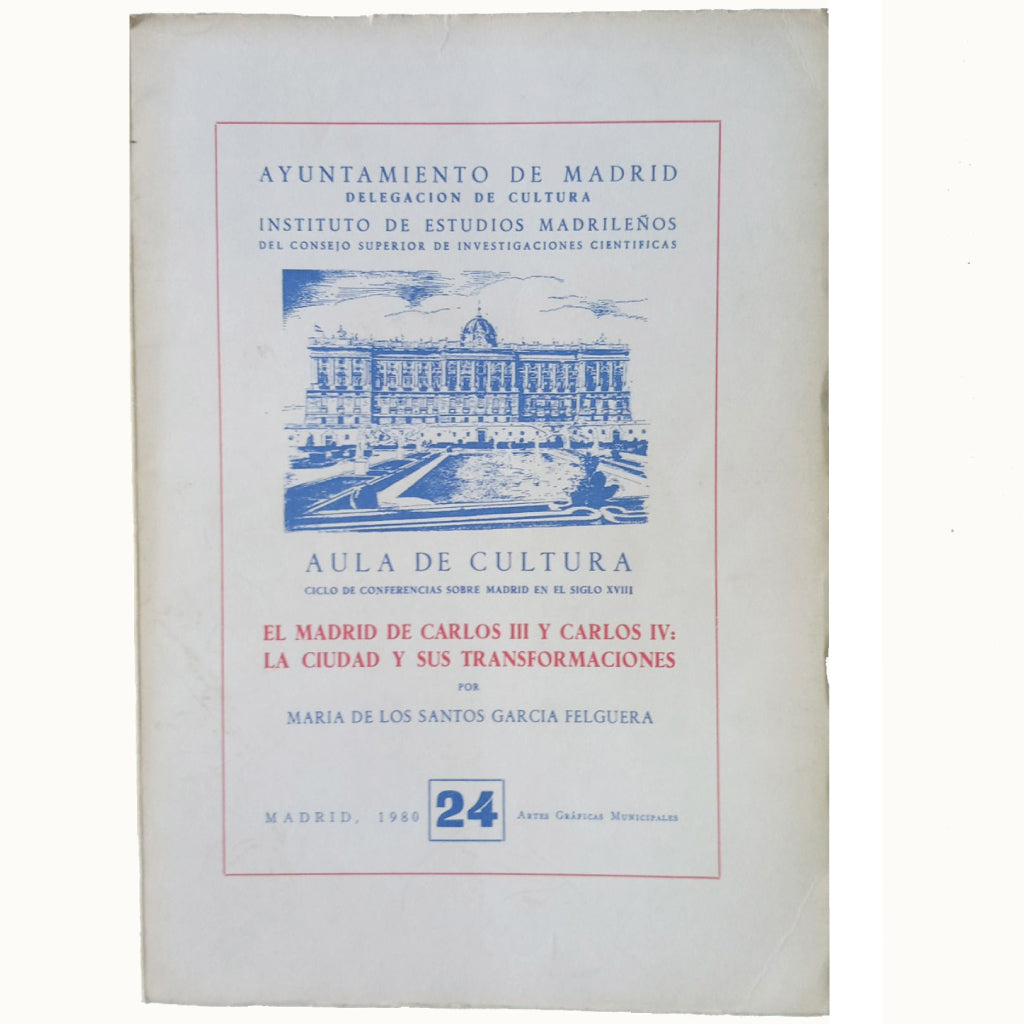 AYUNTAMIENTO DE MADRID
DELEGACION DE CULTURA
INSTITUTO DE ESTUDIOS MADRILEÑOS
DEL CONSEJO SUPERIOR DE INVESTIGACIONES CIENTIFICAS
AULA DE CULTURA
CICLO DE CONFERENCIAS SOBRE MADRID EN EL SIGLO XVIII
EL MADRID DE CARLOS III Y CARLOS IV:
LA CIUDAD Y SUS TRANSFORMACIONES
POR
MARIA DE LOS SANTOS GARCIA FELGUERA
MADRID, 1980 24 ARTES GRÁFICAS MUNICIPALES